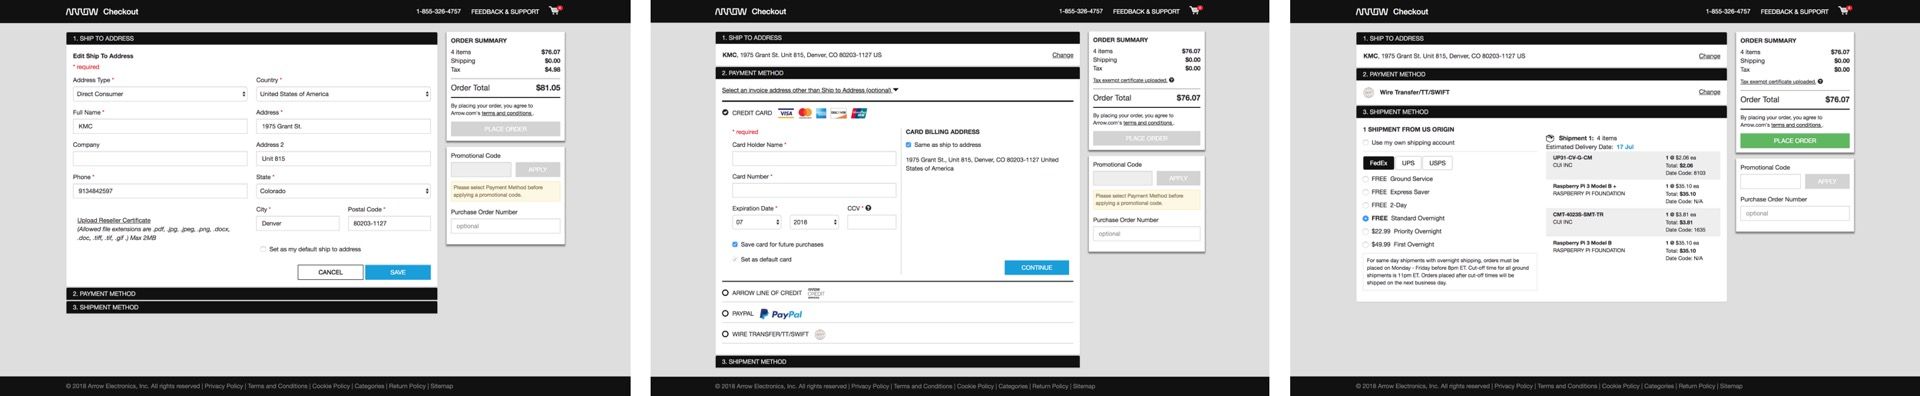 ARROW Checkout
1-855-326-4757 FEEDBACK & SUPPORT
1. SHIP TO ADDRESS
Edit Ship To Address
* required
Address Type *
Country *
Direct Consumer
United States of America
Full Name *
Address *
KMC
1975 Grant St.
Company
Address 2
Unit 815
Phone *
State *
9134842597
Colorado
City *
Postal Code *
Upload Reseller Certificate
(Allowed file extensions are .pdf, .jpg, .jpeg, .png, .docx,
.doc, .tiff, .tif, .gif .) Max 2MB
Denver
80203-1127
Set as my default ship to address
CANCEL
SAVE
2. PAYMENT METHOD
3. SHIPMENT METHOD
ORDER SUMMARY
4 items $76.07
Shipping $0.00
Tax $4.98
Order Total $81.05
By placing your order, you agree to
Arrow.com's terms and conditions.
PLACE ORDER
Promotional Code
APPLY
Please select Payment Method before
applying a promotional code.
Purchase Order Number
optional
© 2018 Arrow Electronics, Inc. All rights reserved | Privacy Policy | Terms and Conditions | Cookie Policy | Categories | Return Policy | Sitemap
ARROW Checkout
1-855-326-4757 FEEDBACK & SUPPORT
1. SHIP TO ADDRESS
KMC, 1975 Grant St. Unit 815, Denver, CO 80203-1127 US
Change
2. PAYMENT METHOD
Select an invoice address other than Ship to Address (optional)
CREDIT CARD VISA
* required
Card Holder Name *
Card Number *
Expiration Date *
CCV *
07
2018
Save card for future purchases
Set as default card
CARD BILLING ADDRESS
Same as ship to address
1975 Grant St., Unit 815, Denver, CO 80203-1127 United
States of America
CONTINUE
ARROW LINE OF CREDIT
PAYPAL PayPal
WIRE TRANSFER/TT/SWIFT
3. SHIPMENT METHOD
ORDER SUMMARY
4 items $76.07
Shipping $0.00
Tax $0.00
Tax exempt certificate uploaded.
Order Total $76.07
By placing your order, you agree to
Arrow.com's terms and conditions.
PLACE ORDER
Promotional Code
APPLY
Please select Payment Method before
applying a promotional code.
Purchase Order Number
optional
© 2018 Arrow Electronics, Inc. All rights reserved | Privacy Policy | Terms and Conditions | Cookie Policy | Categories | Return Policy | Sitemap
ARROW Checkout
1-855-326-4757 FEEDBACK & SUPPORT
1. SHIP TO ADDRESS
KMC, 1975 Grant St. Unit 815, Denver, CO 80203-1127 US
Change
2. PAYMENT METHOD
Wire Transfer/TT/SWIFT
Change
3. SHIPMENT METHOD
1 SHIPMENT FROM US ORIGIN
Use my own shipping account
FedEx UPS USPS
FREE Ground Service
FREE Express Saver
FREE 2-Day
FREE Standard Overnight
$22.99 Priority Overnight
$49.99 First Overnight
For same day shipments with overnight shipping, orders must be
placed on Monday - Friday before 8pm ET. Cut-off time for all ground
shipments is 11pm ET. Orders placed after cut-off times will be
shipped on the next business day.
Shipment 1: 4 items
Estimated Delivery Date: 17 Jul
UP31-CV-G-CM 1 @ $2.06 ea
CUI INC Total: $2.06
Date Code: 6103
Raspberry Pi 3 Model B + 1 @ $35.10 ea
RASPBERRY PI FOUNDATION Total: $35.10
Date Code: N/A
CMT-4023S-SMT-TR 1 @ $3.81 ea
CUI INC Total: $3.81
Date Code: 1635
Raspberry Pi 3 Model B 1 @ $35.10 ea
RASPBERRY PI FOUNDATION Total: $35.10
Date Code: N/A
ORDER SUMMARY
4 items $76.07
Shipping $0.00
Tax $0.00
Tax exempt certificate uploaded.
Order Total $76.07
By placing your order, you agree to
Arrow.com's terms and conditions.
PLACE ORDER
Promotional Code
APPLY
Purchase Order Number
optional
© 2018 Arrow Electronics, Inc. All rights reserved | Privacy Policy | Terms and Conditions | Cookie Policy | Categories | Return Policy | Sitemap